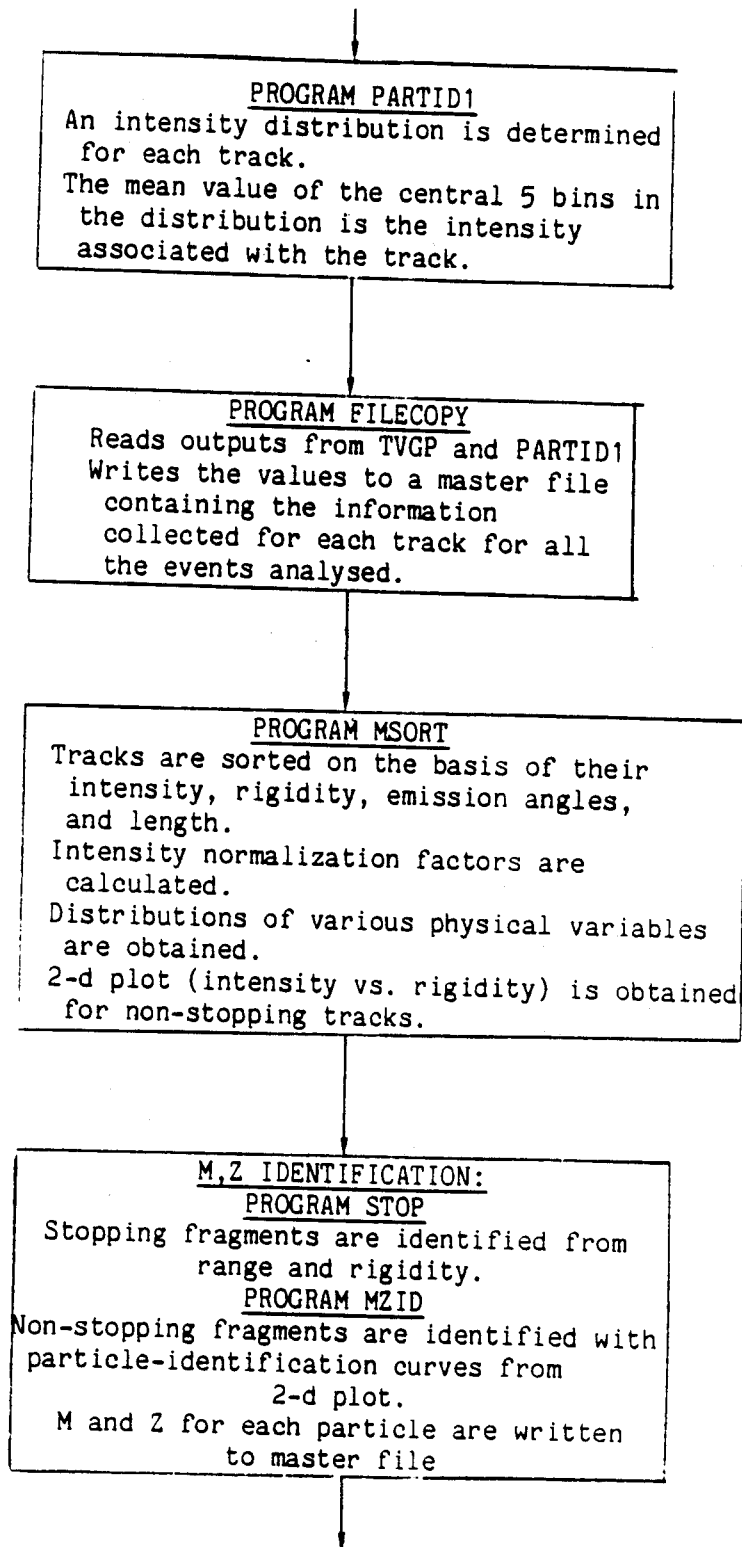 PROGRAM PARTID1
An intensity distribution is determined
for each track.
The mean value of the central 5 bins in
the distribution is the intensity
associated with the track.
PROGRAM FILECOPY
Reads outputs from TVGP and PARTID1
Writes the values to a master file
containing the information
collected for each track for all
the events analysed.
PROGRAM MSORT
Tracks are sorted on the basis of their
intensity, rigidity, emission angles,
and length.
Intensity normalization factors are
calculated.
Distributions of various physical variables
are obtained.
2-d plot (intensity vs. rigidity) is obtained
for non-stopping tracks.
M,Z IDENTIFICATION:
PROGRAM STOP
Stopping fragments are identified from
range and rigidity.
PROGRAM MZID
Non-stopping fragments are identified with
particle-identification curves from
2-d plot.
M and Z for each particle are written
to master file